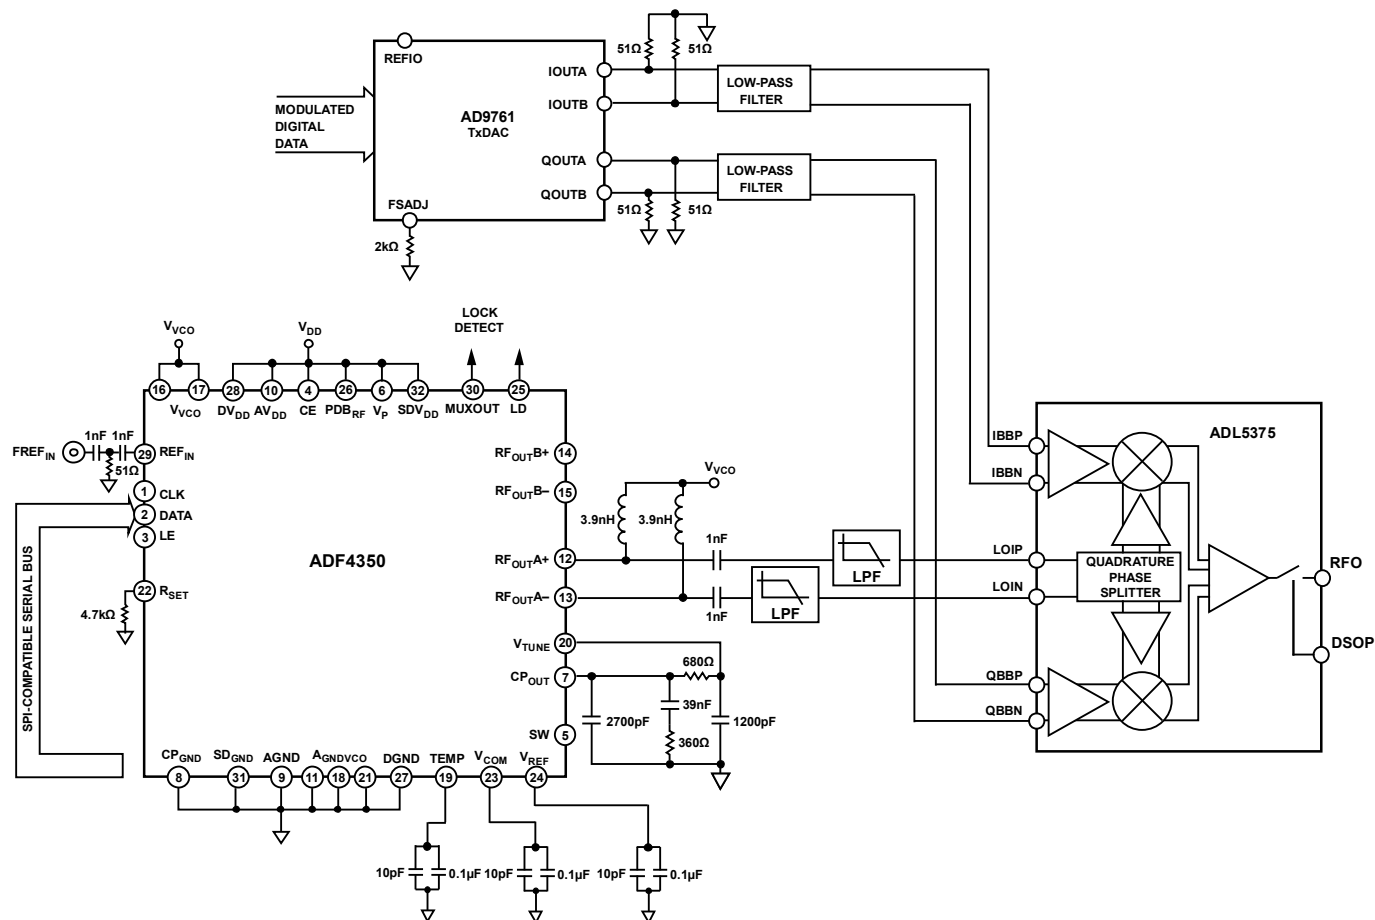 REFIO
51Ω
51Ω
IOUTA
IOUTB
LOW-PASS
FILTER
MODULATED
DIGITAL
DATA
AD9761
TxDAC
QOUTA
QOUTB
LOW-PASS
FILTER
FSADJ
51Ω
51Ω
2kΩ
LOCK
DETECT
VVCO
VDD
16
17
28
10
4
26
6
32
30
25
VVCO
DVDD
AVDD
CE
PDBRF
VP
SDVDD
MUXOUT
LD
FREFIN
1nF
1nF
51Ω
29
REFIN
1
CLK
2
DATA
3
LE
22
RSET
4.7kΩ
SPI-COMPATIBLE SERIAL BUS
ADF4350
RFOUTB+
14
RFOUTB–
15
RFOUTA+
12
RFOUTA–
13
VTUNE
20
CPOUT
7
SW
5
VVCO
3.9nH
3.9nH
1nF
1nF
LPF
LPF
680Ω
39nF
2700pF
1200pF
360Ω
CPGND
SDGND
AGND
AGNDVCO
DGND
TEMP
VCOM
VREF
8
31
9
11
18
21
27
19
23
24
10pF
0.1µF
10pF
0.1µF
10pF
0.1µF
ADL5375
IBBP
IBBN
LOIP
LOIN
QUADRATURE
PHASE
SPLITTER
RFO
DSOP
QBBP
QBBN